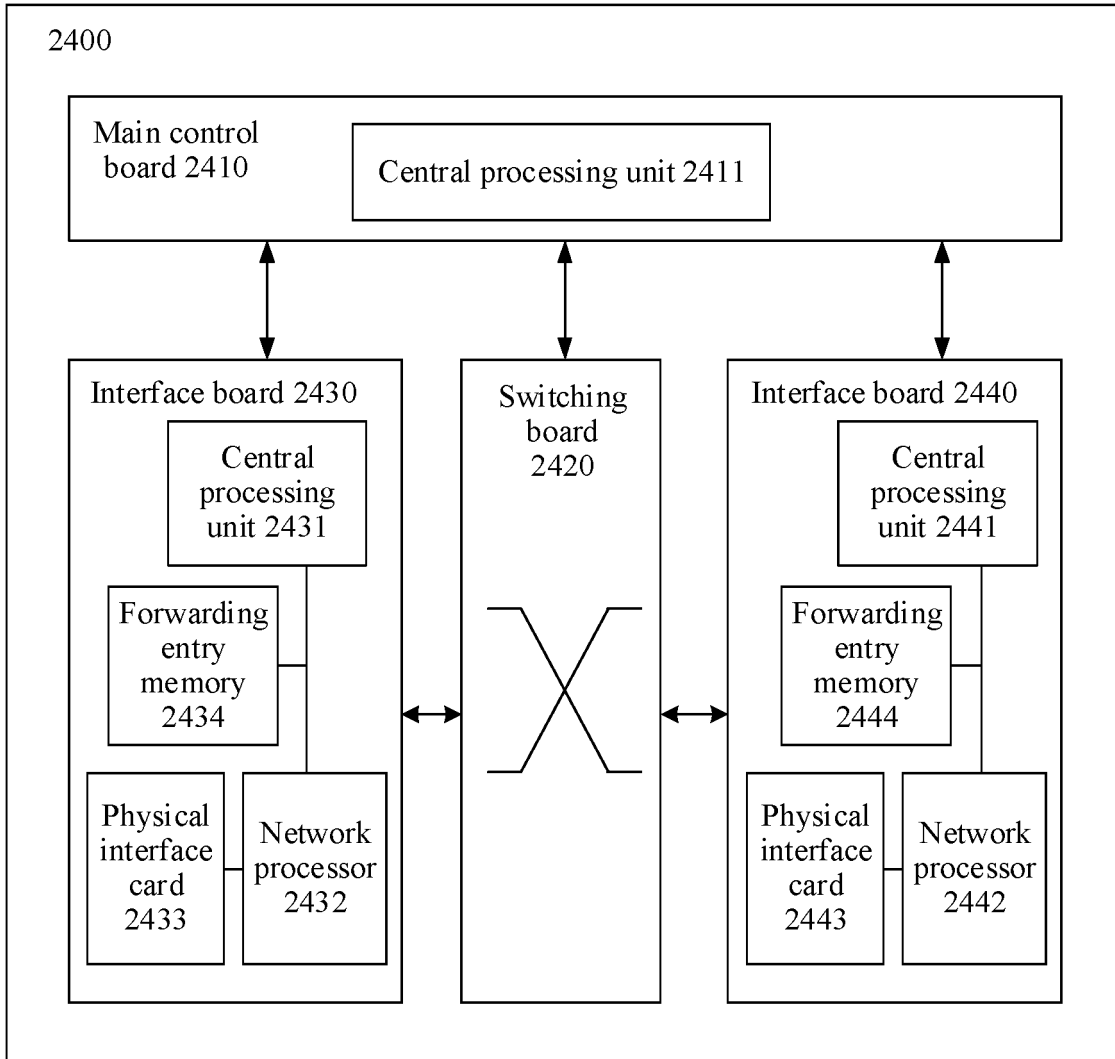 2400
Main control
board 2410
Central processing unit 2411
Interface board 2430
Central
processing
unit 2431
Forwarding
entry
memory
2434
Physical
interface
card
2433
Network
processor
2432
Switching
board
2420
Interface board 2440
Central
processing
unit 2441
Forwarding
entry
memory
2444
Physical
interface
card
2443
Network
processor
2442